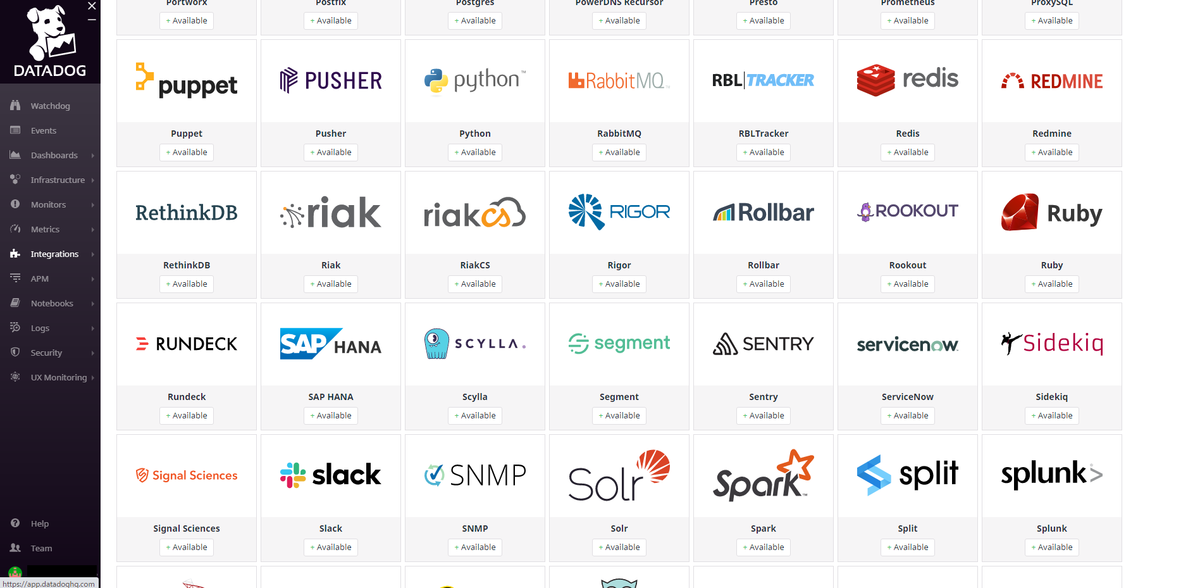 DATADOG
Watchdog
Events
Dashboards
Infrastructure
Monitors
Metrics
Integrations
APM
Notebooks
Logs
Security
UX Monitoring
Help
Team
https://app.datadoghq.com
Portworx Postfix Postgres PowerDNS Recursor Presto Prometheus ProxySQL
+ Available + Available + Available + Available + Available + Available + Available
puppet PUSHER python™ RabbitMQ RBL|TRACKER redis REDMINE
Puppet Pusher Python RabbitMQ RBLTracker Redis Redmine
+ Available + Available + Available + Available + Available + Available + Available
RethinkDB riak riakcs RIGOR Rollbar ROOKOUT Ruby
RethinkDB Riak RiakCS Rigor Rollbar Rookout Ruby
+ Available + Available + Available + Available + Available + Available + Available
RUNDECK SAP HANA SCYLLA. segment SENTRY servicenow Sidekiq
Rundeck SAP HANA Scylla Segment Sentry ServiceNow Sidekiq
+ Available + Available + Available + Available + Available + Available + Available
Signal Sciences slack SNMP Solr Spark™ split splunk>
Signal Sciences Slack SNMP Solr Spark Split Splunk
+ Available + Available + Available + Available + Available + Available + Available